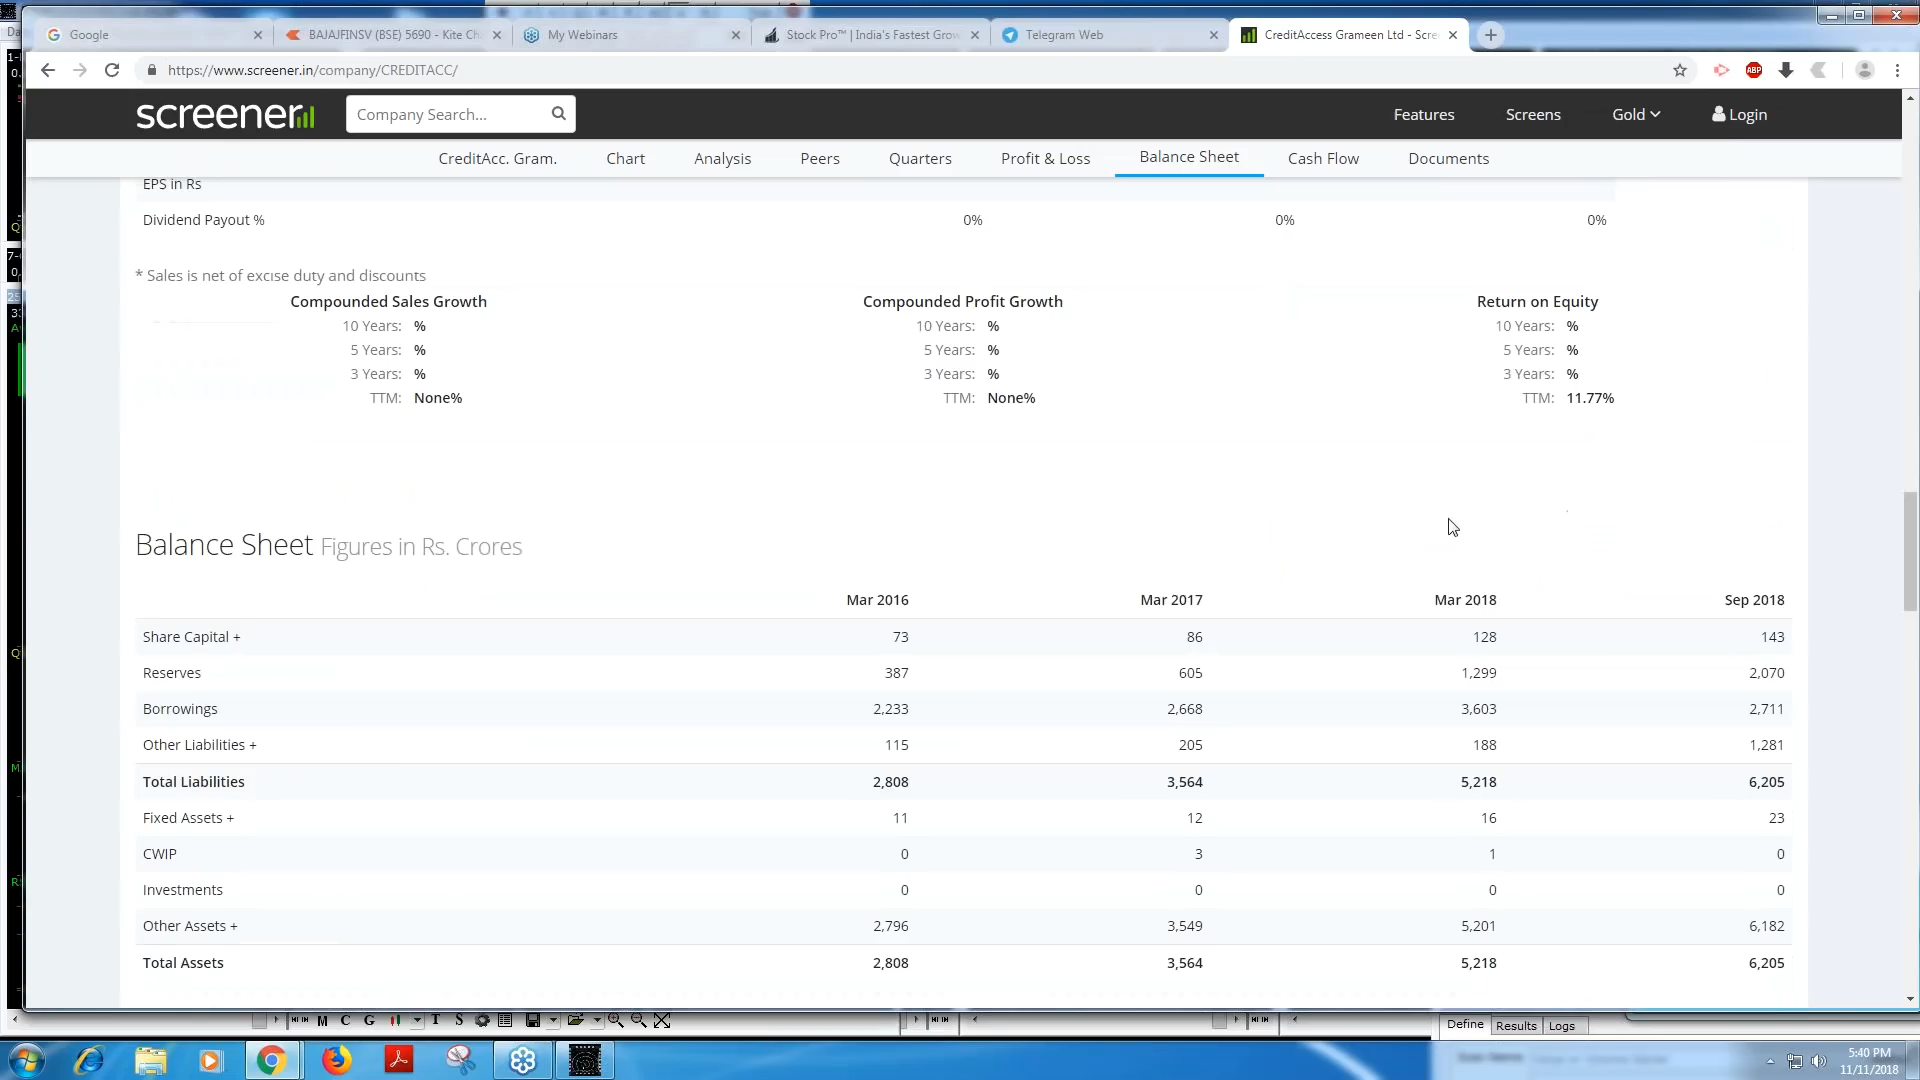 Google
BAJAJFINSV (BSE) 5690 - Kite Ch
My Webinars
Stock Pro™ | India's Fastest Grow
Telegram Web
CreditAccess Grameen Ltd - Scre
https://www.screener.in/company/CREDITACC/
ABP
screener
Company Search...
Features
Screens
Gold
Login
CreditAcc. Gram.
Chart
Analysis
Peers
Quarters
Profit & Loss
Balance Sheet
Cash Flow
Documents
EPS in Rs
Dividend Payout % 0% 0% 0%
* Sales is net of excise duty and discounts
Compounded Sales Growth
10 Years: %
5 Years: %
3 Years: %
TTM: None%
Compounded Profit Growth
10 Years: %
5 Years: %
3 Years: %
TTM: None%
Return on Equity
10 Years: %
5 Years: %
3 Years: %
TTM: 11.77%
Balance Sheet Figures in Rs. Crores
Mar 2016 Mar 2017 Mar 2018 Sep 2018
Share Capital + 73 86 128 143
Reserves 387 605 1,299 2,070
Borrowings 2,233 2,668 3,603 2,711
Other Liabilities + 115 205 188 1,281
Total Liabilities 2,808 3,564 5,218 6,205
Fixed Assets + 11 12 16 23
CWIP 0 3 1 0
Investments 0 0 0 0
Other Assets + 2,796 3,549 5,201 6,182
Total Assets 2,808 3,564 5,218 6,205
M C G T S
Define Results Logs
5:40 PM
11/11/2018